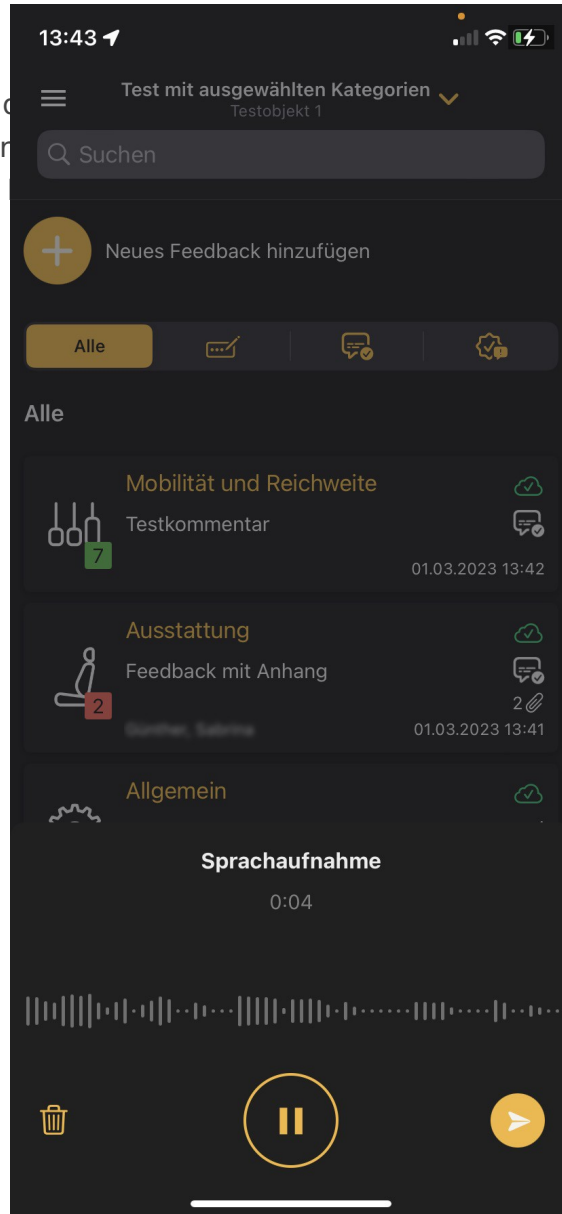 13:43
Test mit ausgewählten Kategorien
Testobjekt 1
Suchen
Neues Feedback hinzufügen
Alle
Alle
Mobilität und Reichweite
Testkommentar
7
01.03.2023 13:42
Ausstattung
Feedback mit Anhang
2
2
01.03.2023 13:41
Allgemein
Sprachaufnahme
0:04